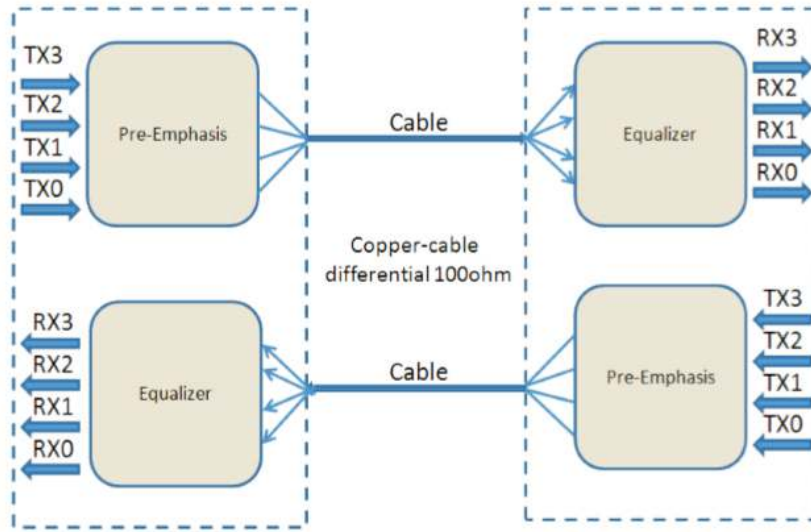 TX3
TX2
TX1
TX0
Pre-Emphasis
Cable
Equalizer
RX3
RX2
RX1
RX0
Copper-cable
differential 100ohm
RX3
RX2
RX1
RX0
Equalizer
Cable
Pre-Emphasis
TX3
TX2
TX1
TX0